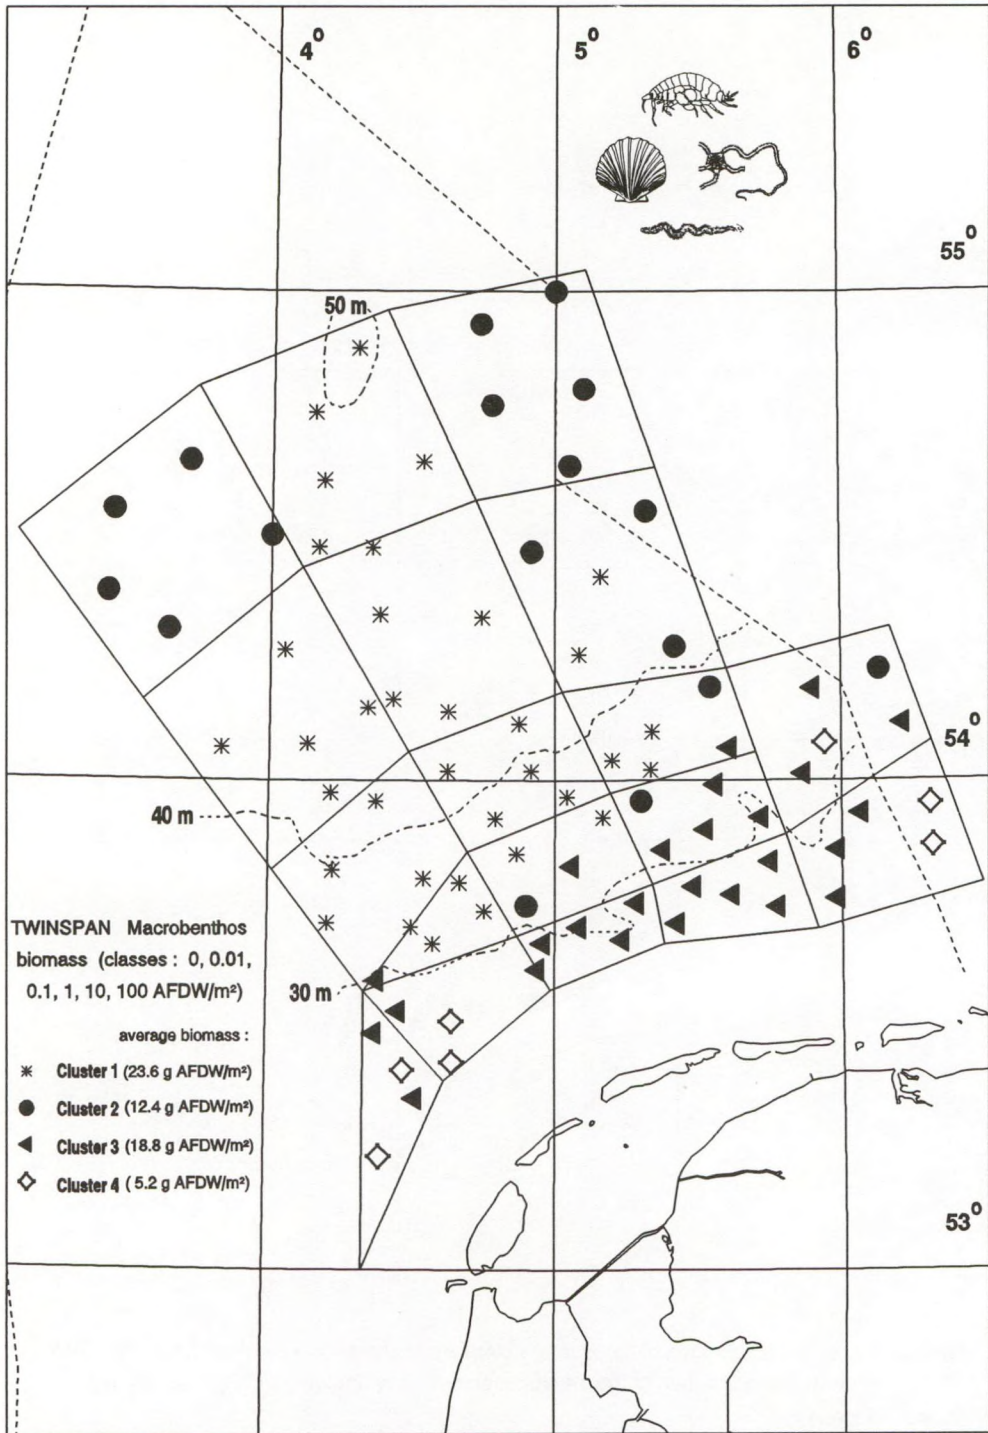 4°
5°
6°
55°
50 m
54°
40 m
TWINSPAN Macrobenthos
biomass (classes : 0, 0.01,
0.1, 1, 10, 100 AFDW/m²)
30 m
average biomass :
Cluster 1 (23.6 g AFDW/m²)
Cluster 2 (12.4 g AFDW/m²)
Cluster 3 (18.8 g AFDW/m²)
Cluster 4 ( 5.2 g AFDW/m²)
53°